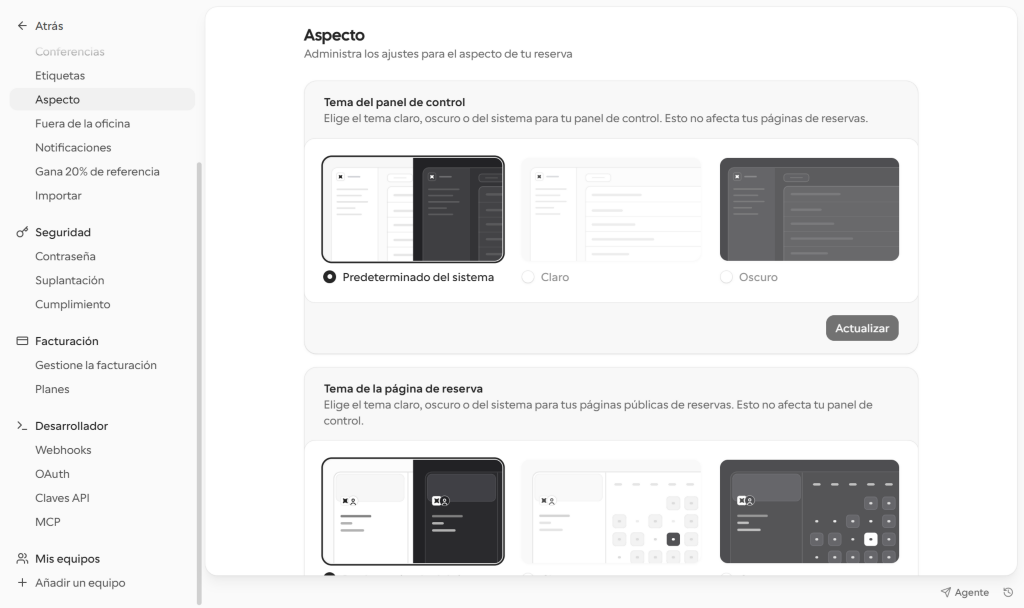 Atrás
Conferencias
Etiquetas
Aspecto
Fuera de la oficina
Notificaciones
Gana 20% de referencia
Importar
Seguridad
Contraseña
Suplantación
Cumplimiento
Facturación
Gestione la facturación
Planes
Desarrollador
Webhooks
OAuth
Claves API
MCP
Mis equipos
Añadir un equipo
Aspecto
Administra los ajustes para el aspecto de tu reserva
Tema del panel de control
Elige el tema claro, oscuro o del sistema para tu panel de control. Esto no afecta tus páginas de reservas.
Predeterminado del sistema
Claro
Oscuro
Actualizar
Tema de la página de reserva
Elige el tema claro, oscuro o del sistema para tus páginas públicas de reservas. Esto no afecta tu panel de
control.
Agente